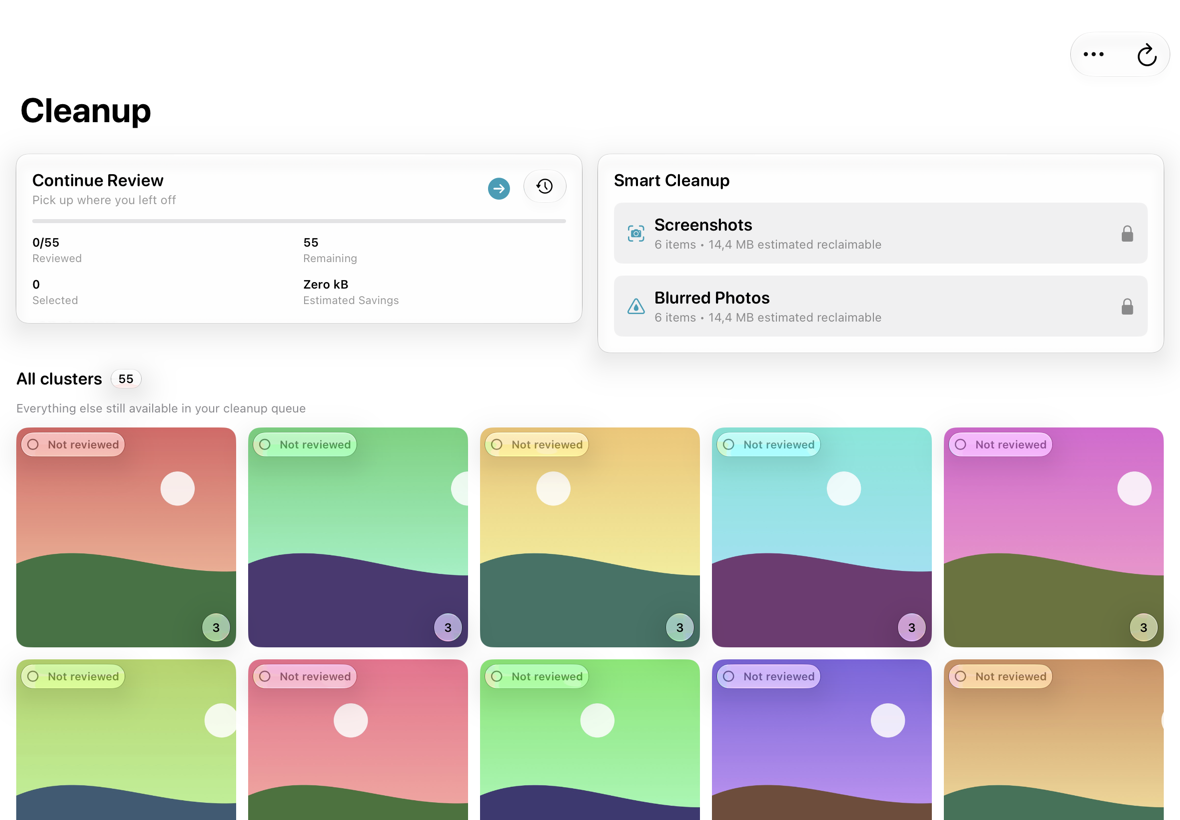 Cleanup
Continue Review
Pick up where you left off
0/55
Reviewed
55
Remaining
0
Selected
Zero kB
Estimated Savings
Smart Cleanup
Screenshots
6 items • 14,4 MB estimated reclaimable
Blurred Photos
6 items • 14,4 MB estimated reclaimable
All clusters 55
Everything else still available in your cleanup queue
Not reviewed
Not reviewed
Not reviewed
Not reviewed
Not reviewed
3
3
3
3
3
Not reviewed
Not reviewed
Not reviewed
Not reviewed
Not reviewed